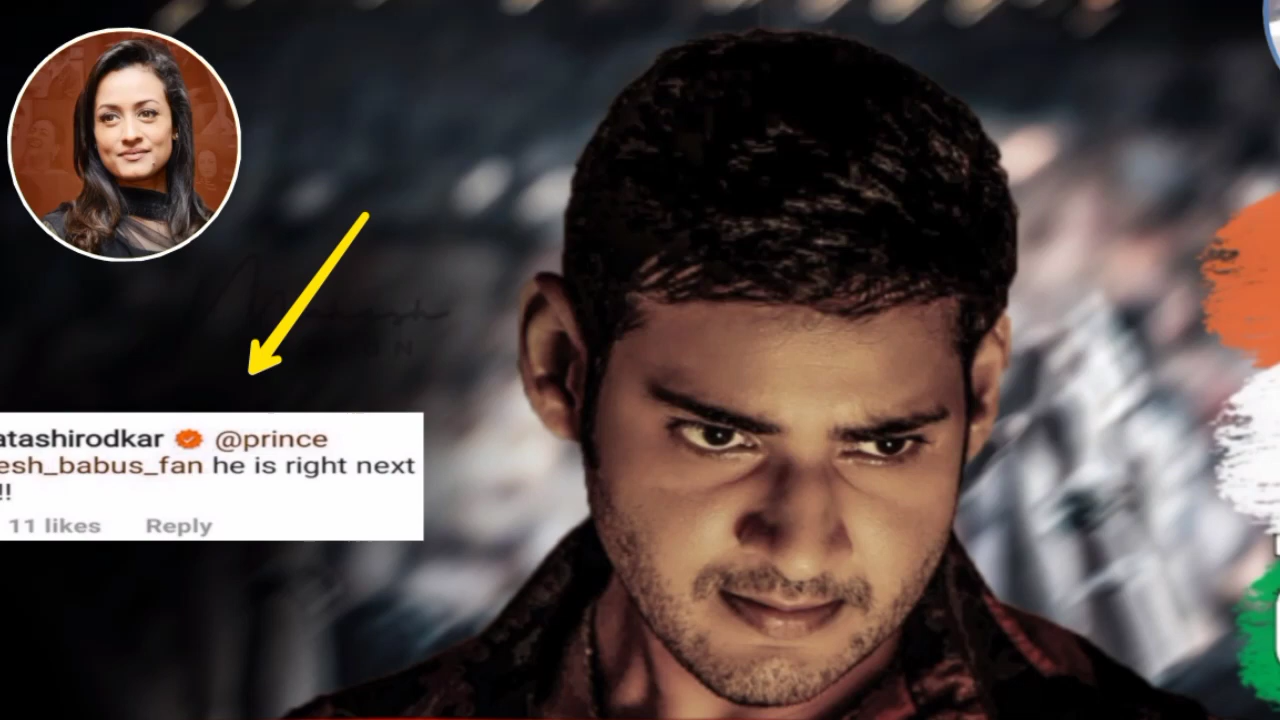 atashirodkar @prince
esh_babus_fan he is right next
!!
11 likes Reply